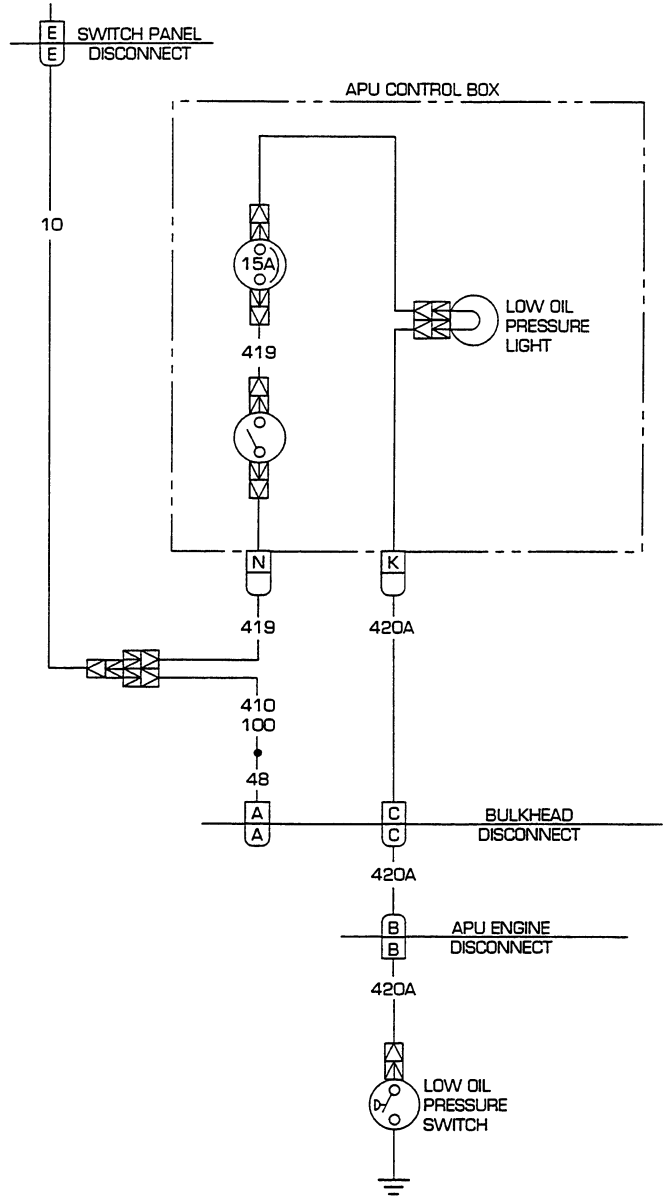 E
E
SWITCH PANEL
DISCONNECT
APU CONTROL BOX
10
15A
419
LOW OIL
PRESSURE
LIGHT
N
K
419
420A
410
100
48
A
A
C
C
BULKHEAD
DISCONNECT
420A
B
B
APU ENGINE
DISCONNECT
420A
LOW OIL
PRESSURE
SWITCH